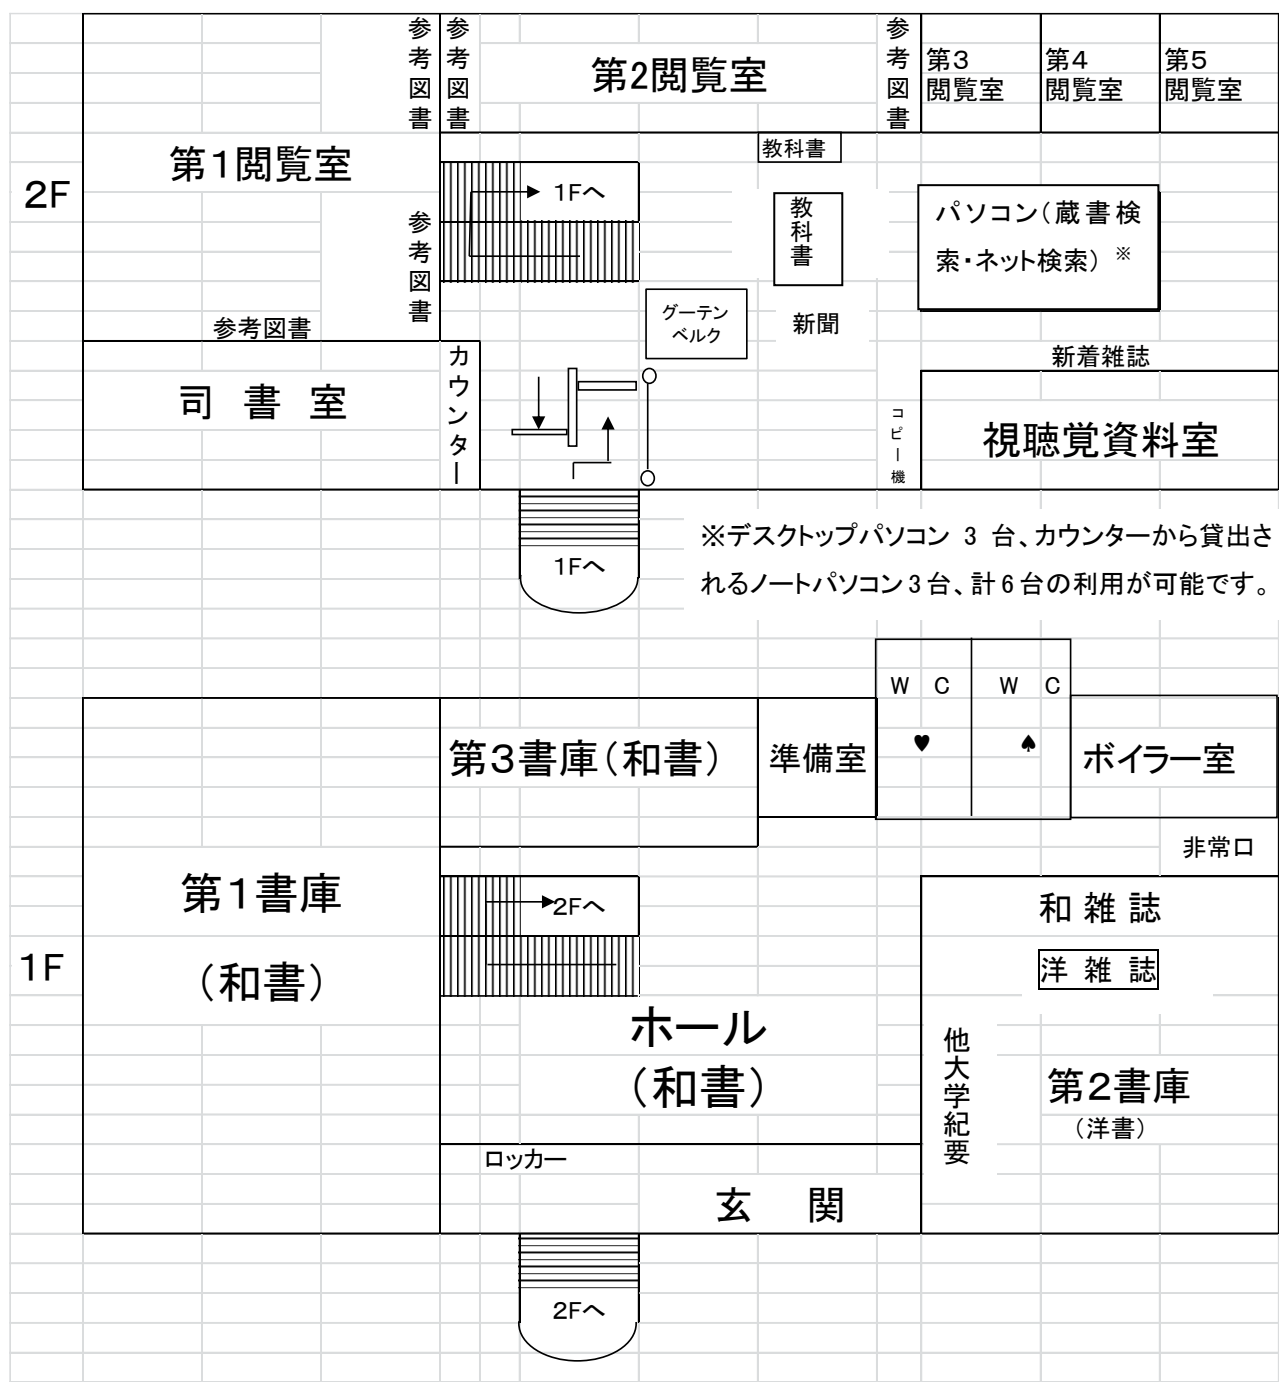 参考図書
参考図書
第2閲覧室
参考図書
第3
閲覧室
第4
閲覧室
第5
閲覧室
2F
第1閲覧室
教科書
1Fへ
教科書
パソコン(蔵書検
索・ネット検索) ※
参考図書
グーテン
ベルク
新聞
参考図書
新着雑誌
司 書 室
カウンター
コピー機
視聴覚資料室
1Fへ
※デスクトップパソコン 3 台、カウンターから貸出さ
れるノートパソコン3台、計6台の利用が可能です。
W C
W C
♥
♠
第3書庫(和書)
準備室
ボイラー室
非常口
1F
第1書庫
(和書)
2Fへ
和 雑 誌
洋 雑 誌
ホール
(和書)
他大学紀要
第2書庫
(洋書)
ロッカー
玄 関
2Fへ